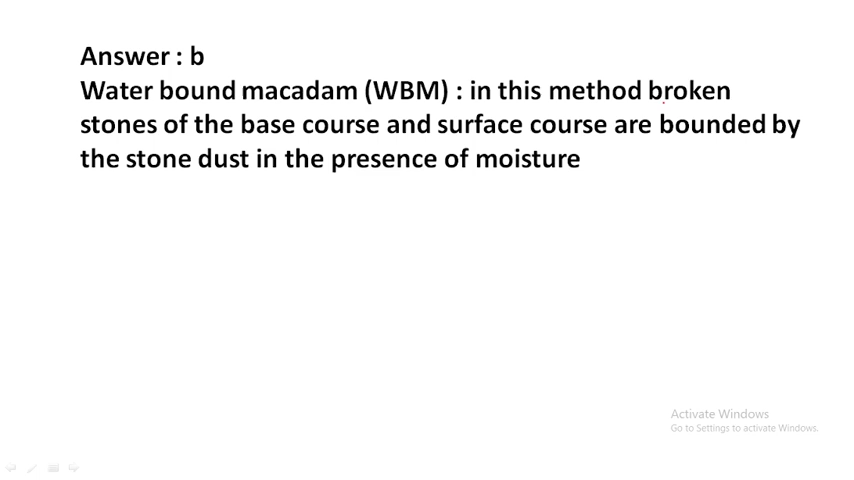 Answer : b
Water bound macadam (WBM) : in this method broken
stones of the base course and surface course are bounded by
the stone dust in the presence of moisture
Activate Windows
Go to Settings to activate Windows.